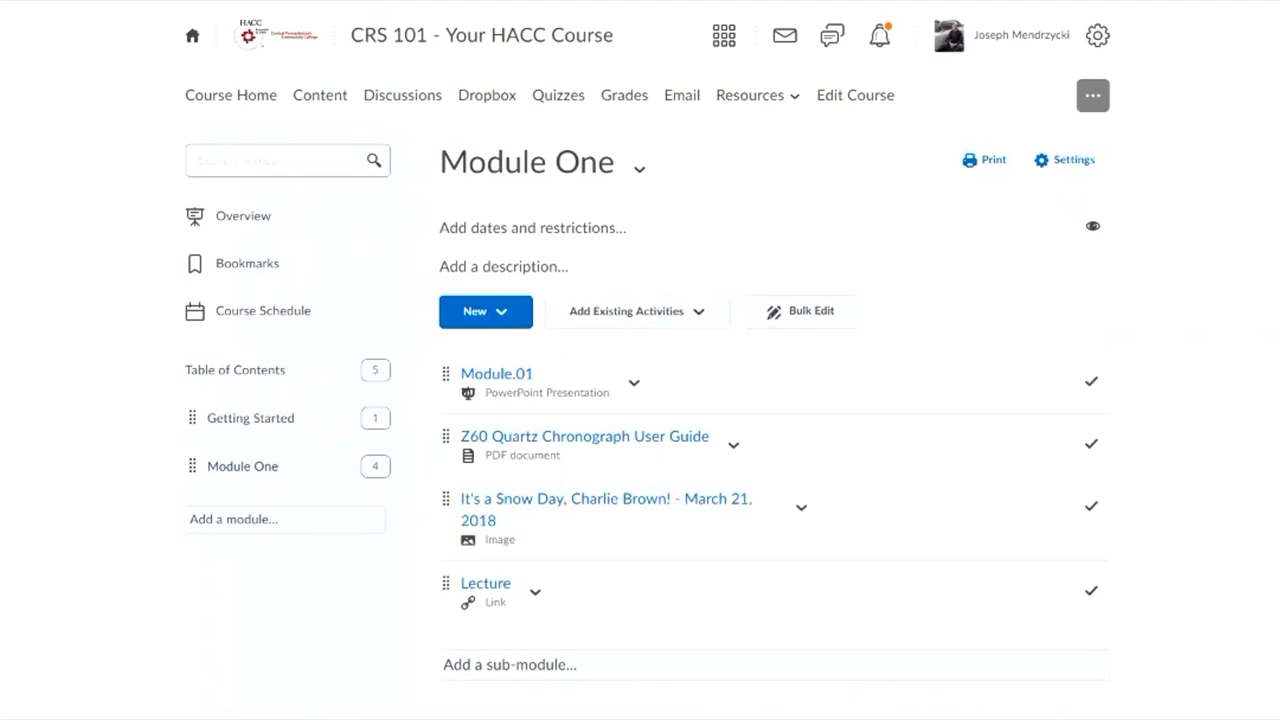 HACC
CRS 101 - Your HACC Course
Joseph Mendrzycki
Course Home
Content
Discussions
Dropbox
Quizzes
Grades
Email
Resources
Edit Course
Module One
Print
Settings
Overview
Bookmarks
Course Schedule
Table of Contents
5
Getting Started
1
Module One
4
Add a module...
Add dates and restrictions...
Add a description...
New
Add Existing Activities
Bulk Edit
Module.01
PowerPoint Presentation
Z60 Quartz Chronograph User Guide
PDF document
It's a Snow Day, Charlie Brown! - March 21,
2018
Image
Lecture
Link
Add a sub-module...